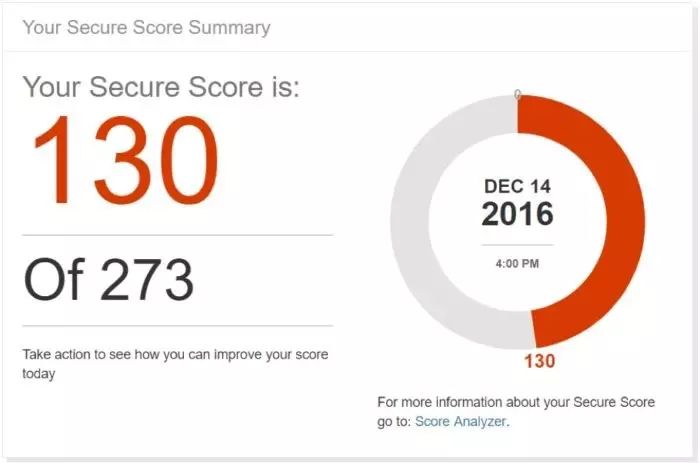 Your Secure Score Summary
Your Secure Score is:
130
Of 273
Take action to see how you can improve your score
today
0
DEC 14
2016
4:00 PM
130
For more information about your Secure Score
go to: Score Analyzer.